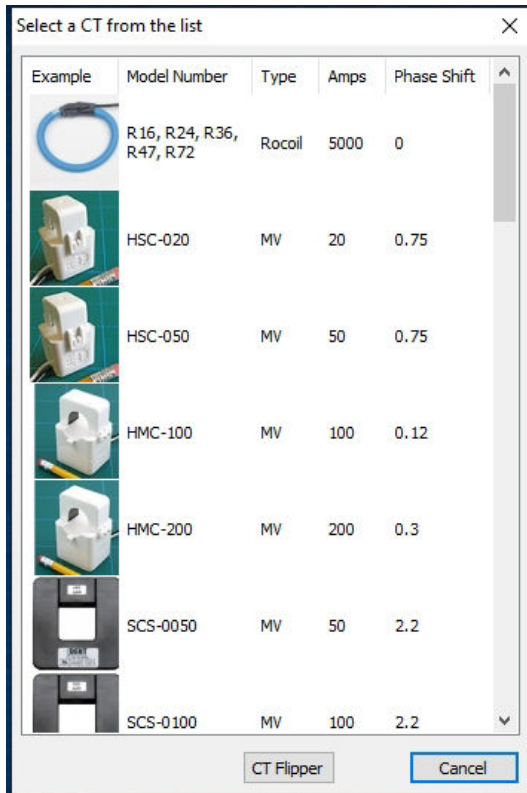 Select a CT from the list
Example Model Number Type Amps Phase Shift
R16, R24, R36,
R47, R72 Rocoil 5000 0
HSC-020 MV 20 0.75
HSC-050 MV 50 0.75
HMC-100 MV 100 0.12
HMC-200 MV 200 0.3
SCS-0050 MV 50 2.2
SCS-0100 MV 100 2.2
CT Flipper Cancel